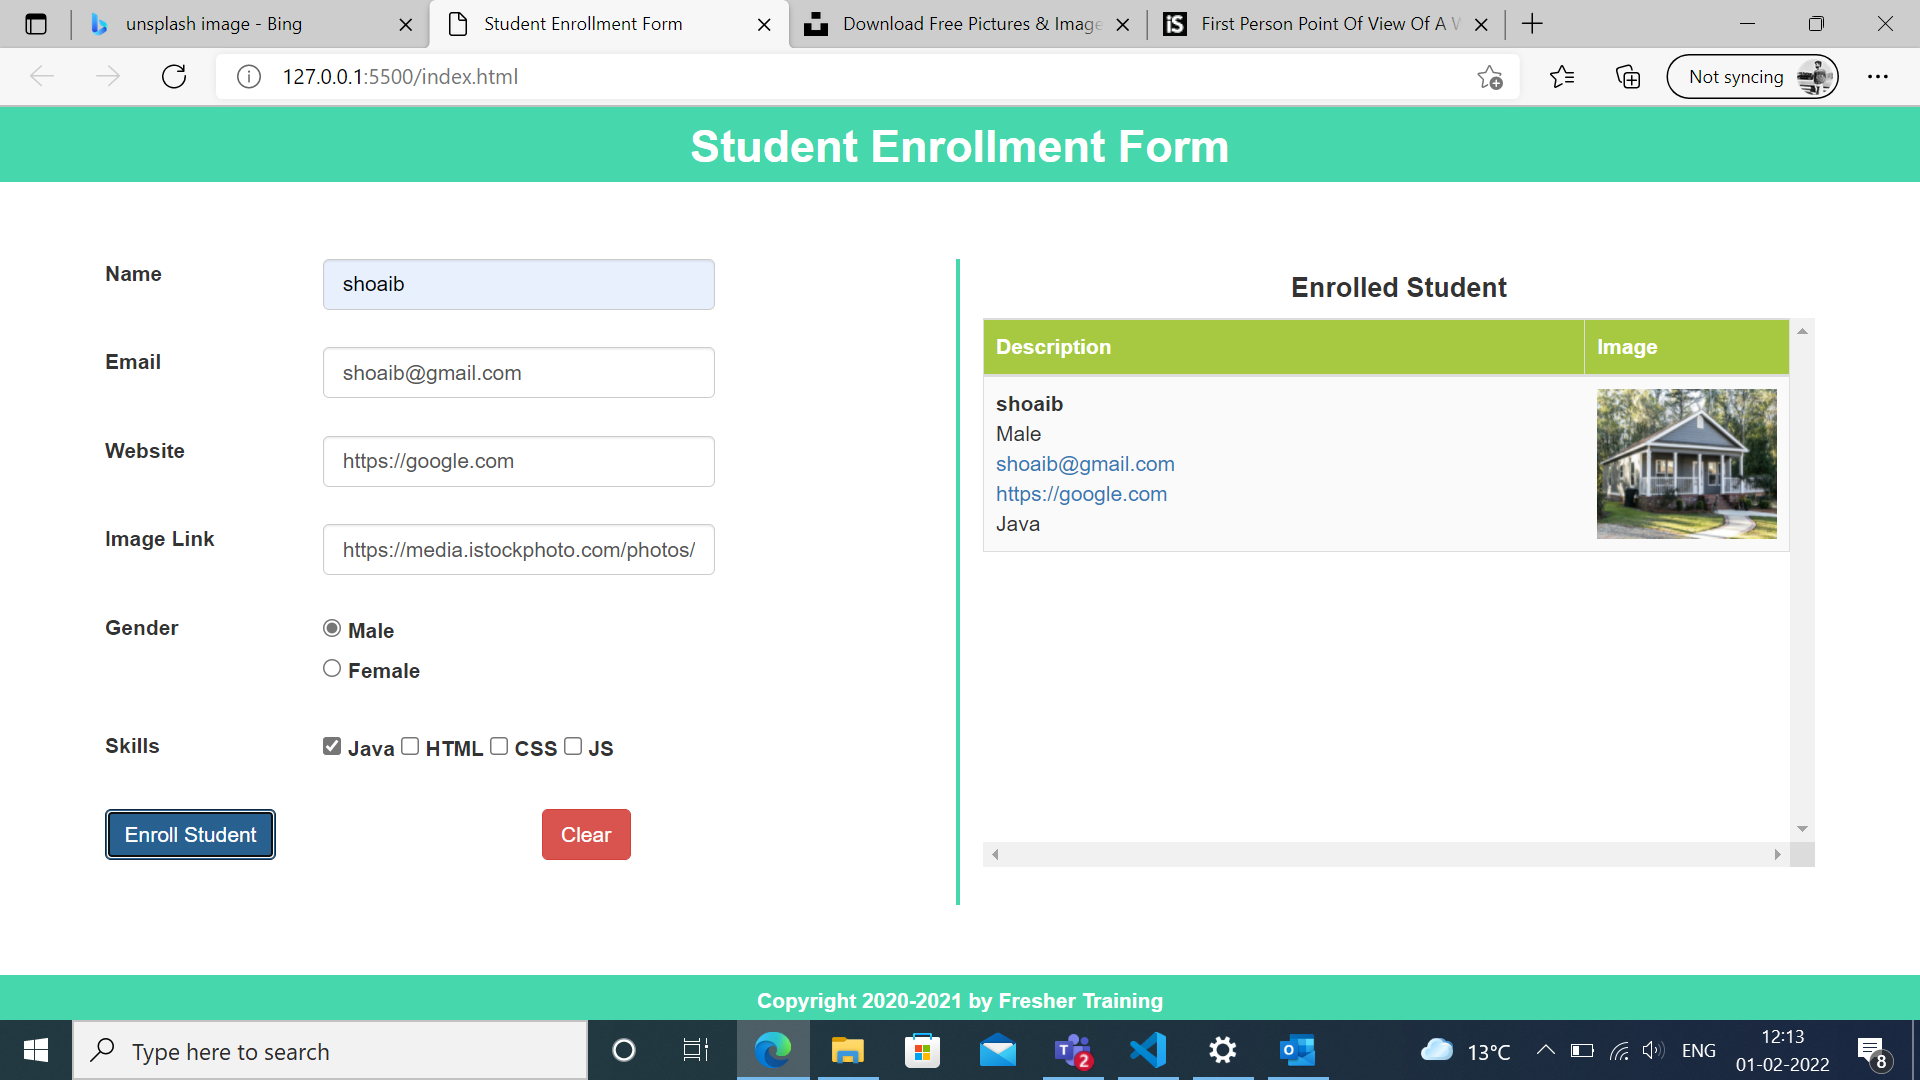 unsplash image - Bing
Student Enrollment Form
Download Free Pictures & Image
First Person Point Of View Of A
127.0.0.1:5500/index.html
Not syncing
Student Enrollment Form
Name
shoaib
Email
shoaib@gmail.com
Website
https://google.com
Image Link
https://media.istockphoto.com/photos/
Gender
Male
Female
Skills
Java HTML CSS JS
Enroll Student
Clear
Enrolled Student
Description Image
shoaib
Male
shoaib@gmail.com
https://google.com
Java
Copyright 2020-2021 by Fresher Training
Type here to search
2
13°C
ENG
12:13
01-02-2022
8